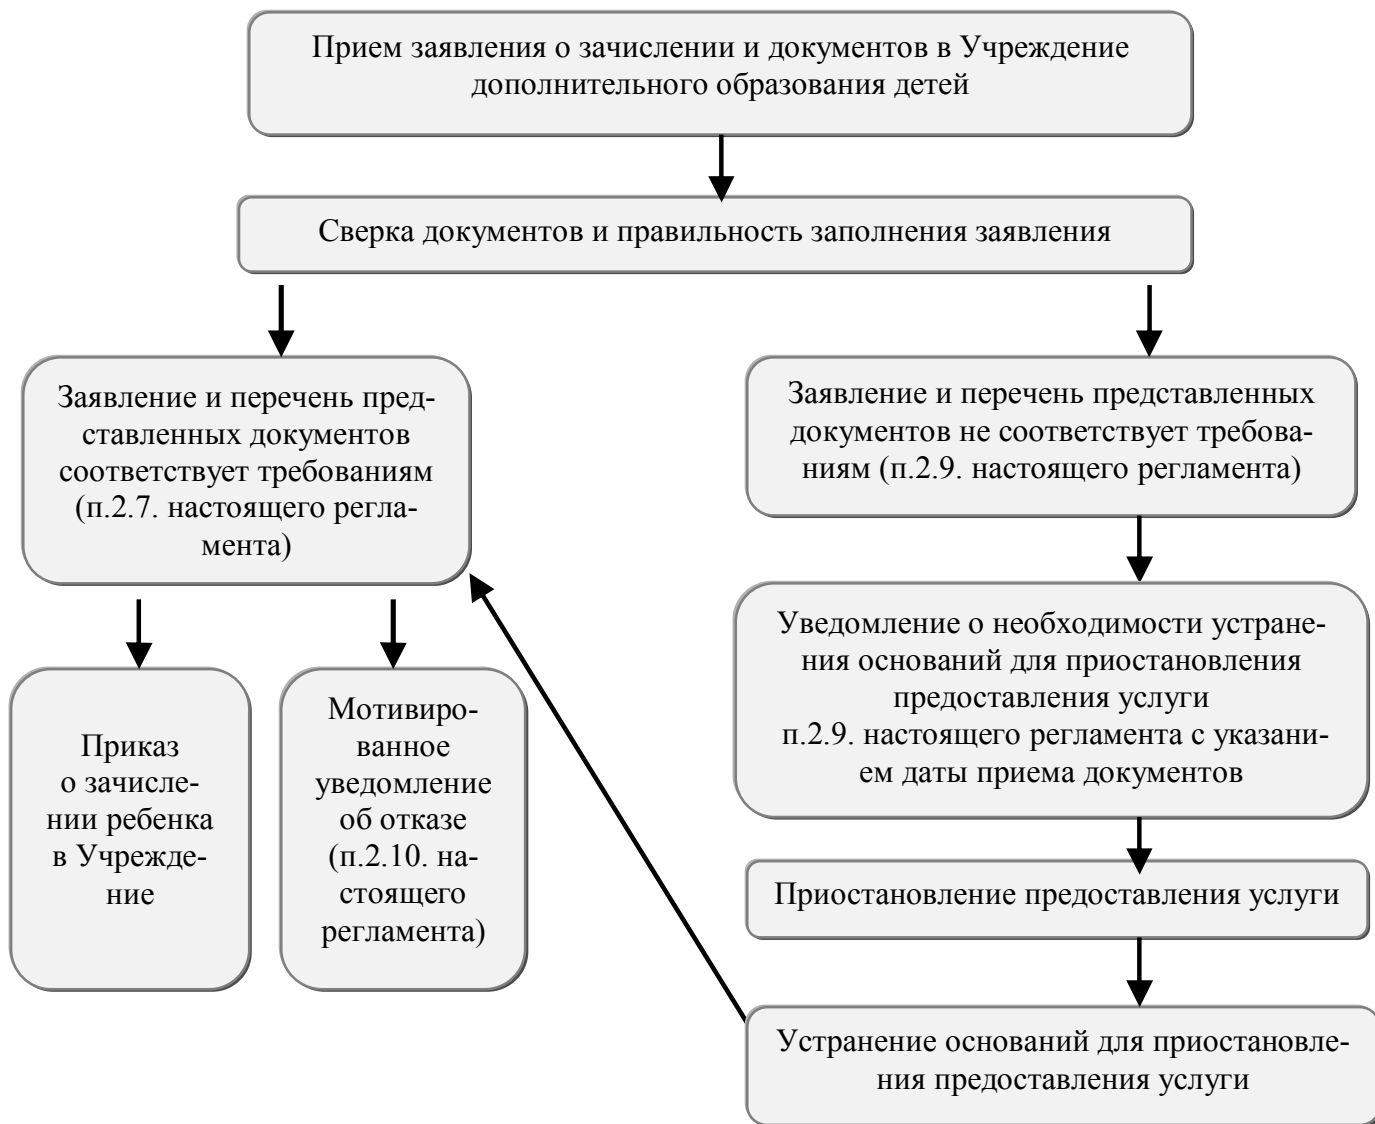 Прием заявления о зачислении и документов в Учреждение
дополнительного образования детей
Сверка документов и правильность заполнения заявления
Заявление и перечень пред-
ставленных документов
соответствует требованиям
(п.2.7. настоящего регла-
мента)
Заявление и перечень представленных
документов не соответствует требова-
ниям (п.2.9. настоящего регламента)
Уведомление о необходимости устране-
ния оснований для приостановления
предоставления услуги
п.2.9. настоящего регламента с указани-
ем даты приема документов
Приказ
о зачисле-
нии ребенка
в Учрежде-
ние
Мотивиро-
ванное
уведомление
об отказе
(п.2.10. на-
стоящего
регламента)
Приостановление предоставления услуги
Устранение оснований для приостановле-
ния предоставления услуги